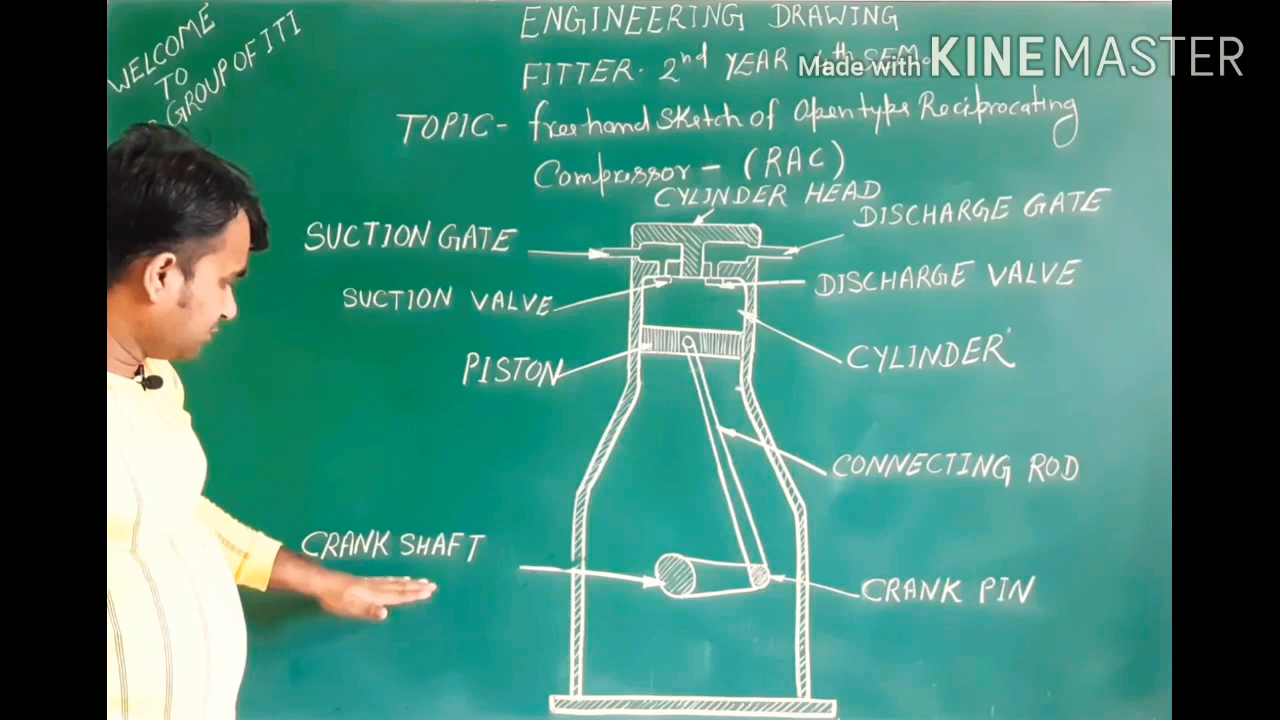 WELCOME
TO
GROUP OF ITI
ENGINEERING DRAWING
FITTER. 2nd YEAR 4th SEM.
Made with KINEMASTER
TOPIC - free hand sketch of Open type Reciprocating
Compressor - (RAC)
CYLINDER HEAD
DISCHARGE GATE
SUCTION GATE
DISCHARGE VALVE
SUCTION VALVE
CYLINDER
PISTON
CONNECTING ROD
CRANK SHAFT
CRANK PIN